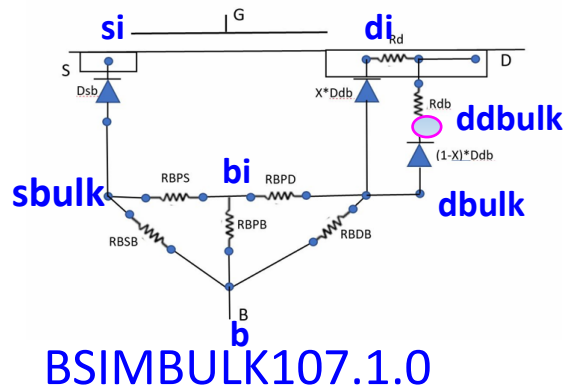 G
si
di
Rd
S
D
Dsb
X*Ddb
Rdb
ddbulk
(1-X)*Ddb
bi
RBPS
RBPD
sbulk
dbulk
RBPB
RBSB
RBDB
B
b
BSIMBULK107.1.0